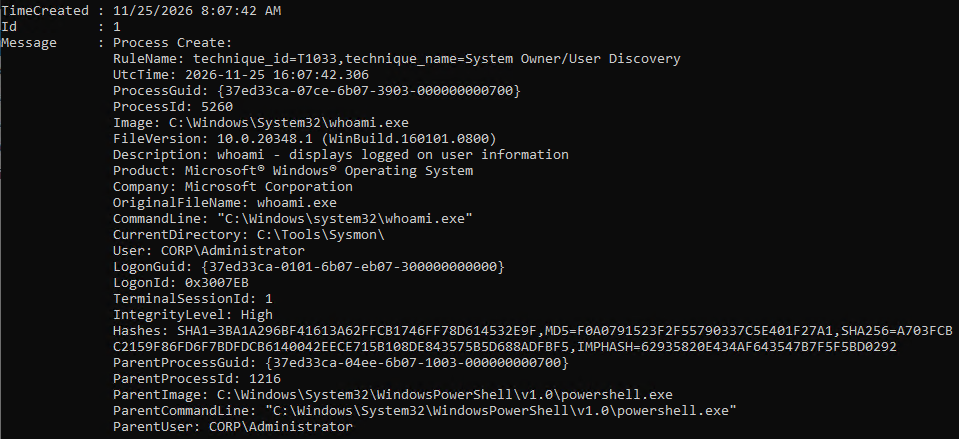 TimeCreated : 11/25/2026 8:07:42 AM
Id : 1
Message : Process Create:
RuleName: technique_id=T1033,technique_name=System Owner/User Discovery
UtcTime: 2026-11-25 16:07:42.306
ProcessGuid: {37ed33ca-07ce-6b07-3903-000000000700}
ProcessId: 5260
Image: C:\Windows\System32\whoami.exe
FileVersion: 10.0.20348.1 (WinBuild.160101.0800)
Description: whoami - displays logged on user information
Product: Microsoft® Windows® Operating System
Company: Microsoft Corporation
OriginalFileName: whoami.exe
CommandLine: "C:\Windows\system32\whoami.exe"
CurrentDirectory: C:\Tools\Sysmon\
User: CORP\Administrator
LogonGuid: {37ed33ca-0101-6b07-eb07-300000000000}
LogonId: 0x3007EB
TerminalSessionId: 1
IntegrityLevel: High
Hashes: SHA1=3BA1A296BF41613A62FFCB1746FF78D614532E9F,MD5=F0A0791523F2F55790337C5E401F27A1,SHA256=A703FCB
C2159F86FD6F7BDFDCB6140042EECE715B108DE843575B5D688ADFBF5,IMPHASH=62935820E434AF643547B7F5F5BD0292
ParentProcessGuid: {37ed33ca-04ee-6b07-1003-000000000700}
ParentProcessId: 1216
ParentImage: C:\Windows\System32\WindowsPowerShell\v1.0\powershell.exe
ParentCommandLine: "C:\Windows\System32\WindowsPowerShell\v1.0\powershell.exe"
ParentUser: CORP\Administrator